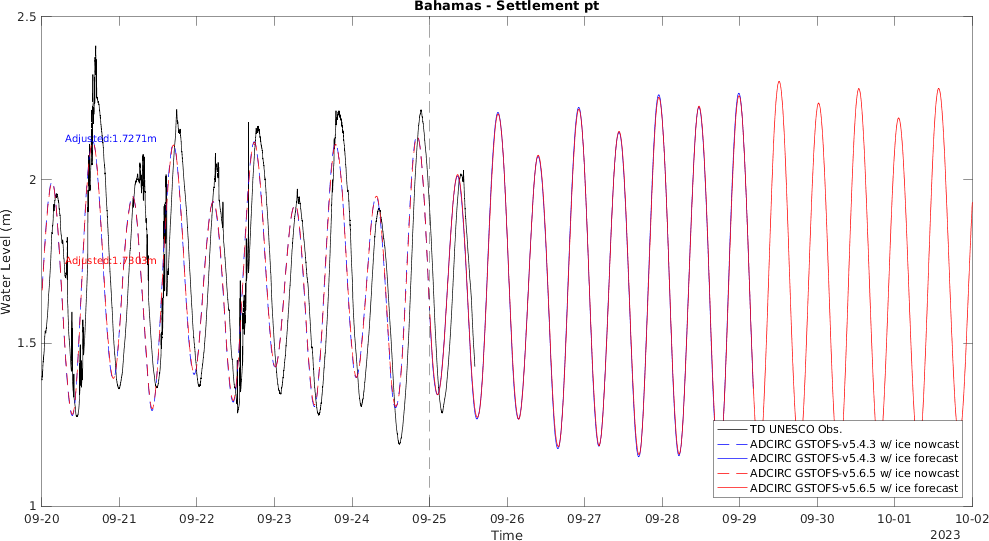 Bahamas - Settlement pt
2.5
2
1.5
1
Water Level (m)
Adjusted:1.7271m
Adjusted:1.7303m
TD UNESCO Obs.
ADCIRC GSTOFS-v5.4.3 w/ ice nowcast
ADCIRC GSTOFS-v5.4.3 w/ ice forecast
ADCIRC GSTOFS-v5.6.5 w/ ice nowcast
ADCIRC GSTOFS-v5.6.5 w/ ice forecast
09-20 09-21 09-22 09-23 09-24 09-25 09-26 09-27 09-28 09-29 09-30 10-01 10-02
Time
2023